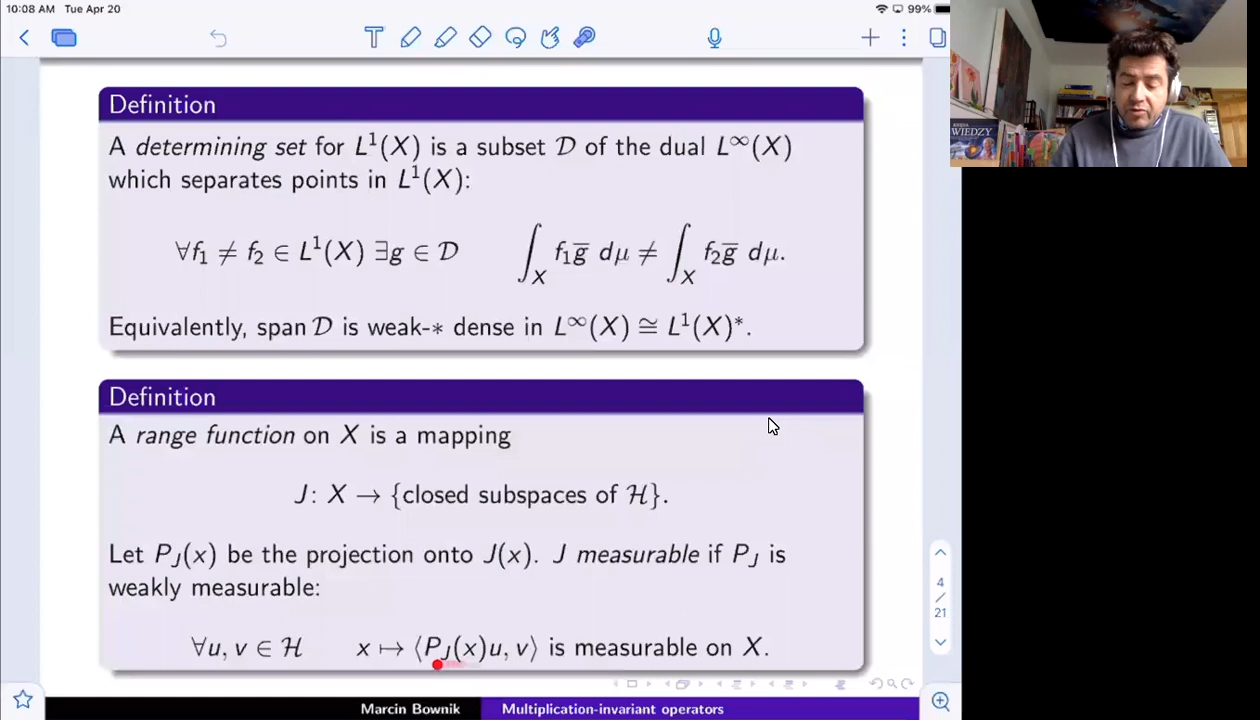 10:08 AM Tue Apr 20
99%
Definition
A determining set for L¹(X) is a subset 𝒟 of the dual L^∞(X)
which separates points in L¹(X):
∀f₁ ≠ f₂ ∈ L¹(X) ∃g ∈ 𝒟 ∫_X f₁g̅ dμ ≠ ∫_X f₂g̅ dμ.
Equivalently, span 𝒟 is weak-∗ dense in L^∞(X) ≅ L¹(X)*.
Definition
A range function on X is a mapping
J: X → {closed subspaces of ℋ}.
Let P_J(x) be the projection onto J(x). J measurable if P_J is
weakly measurable:
∀u, v ∈ ℋ x ↦ ⟨P_J(x)u, v⟩ is measurable on X.
4
/
21
Marcin Bownik Multiplication-invariant operators
WIEDZY